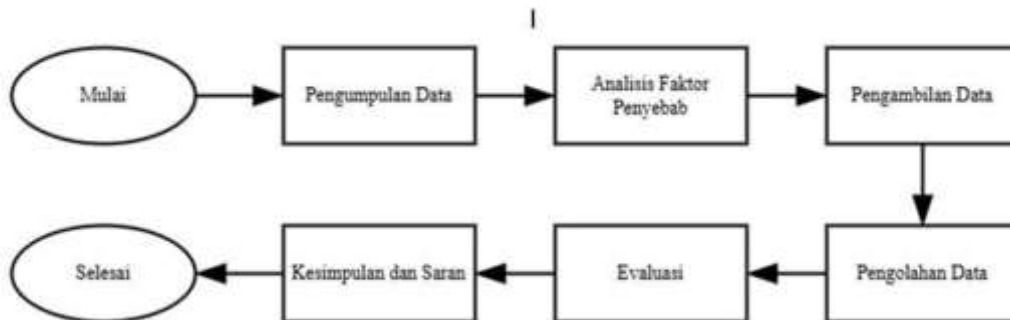 Mulai
Pengumpulan Data
Analisis Faktor
Penyebab
Pengambilan Data
Pengolahan Data
Evaluasi
Kesimpulan dan Saran
Selesai